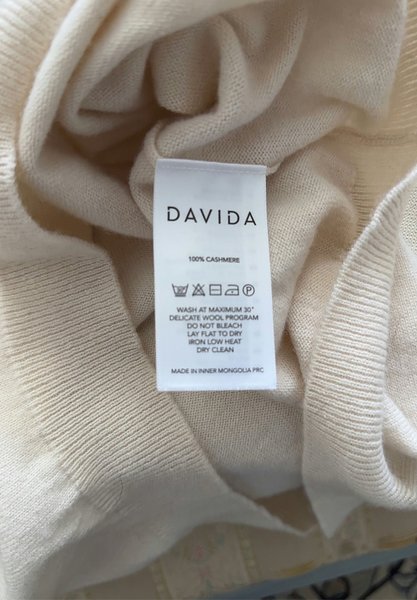 DAVIDA
100% CASHMERE
WASH AT MAXIMUM 30°
DELICATE WOOL PROGRAM
DO NOT BLEACH
LAY FLAT TO DRY
IRON LOW HEAT
DRY CLEAN
MADE IN INNER MONGOLIA PRC